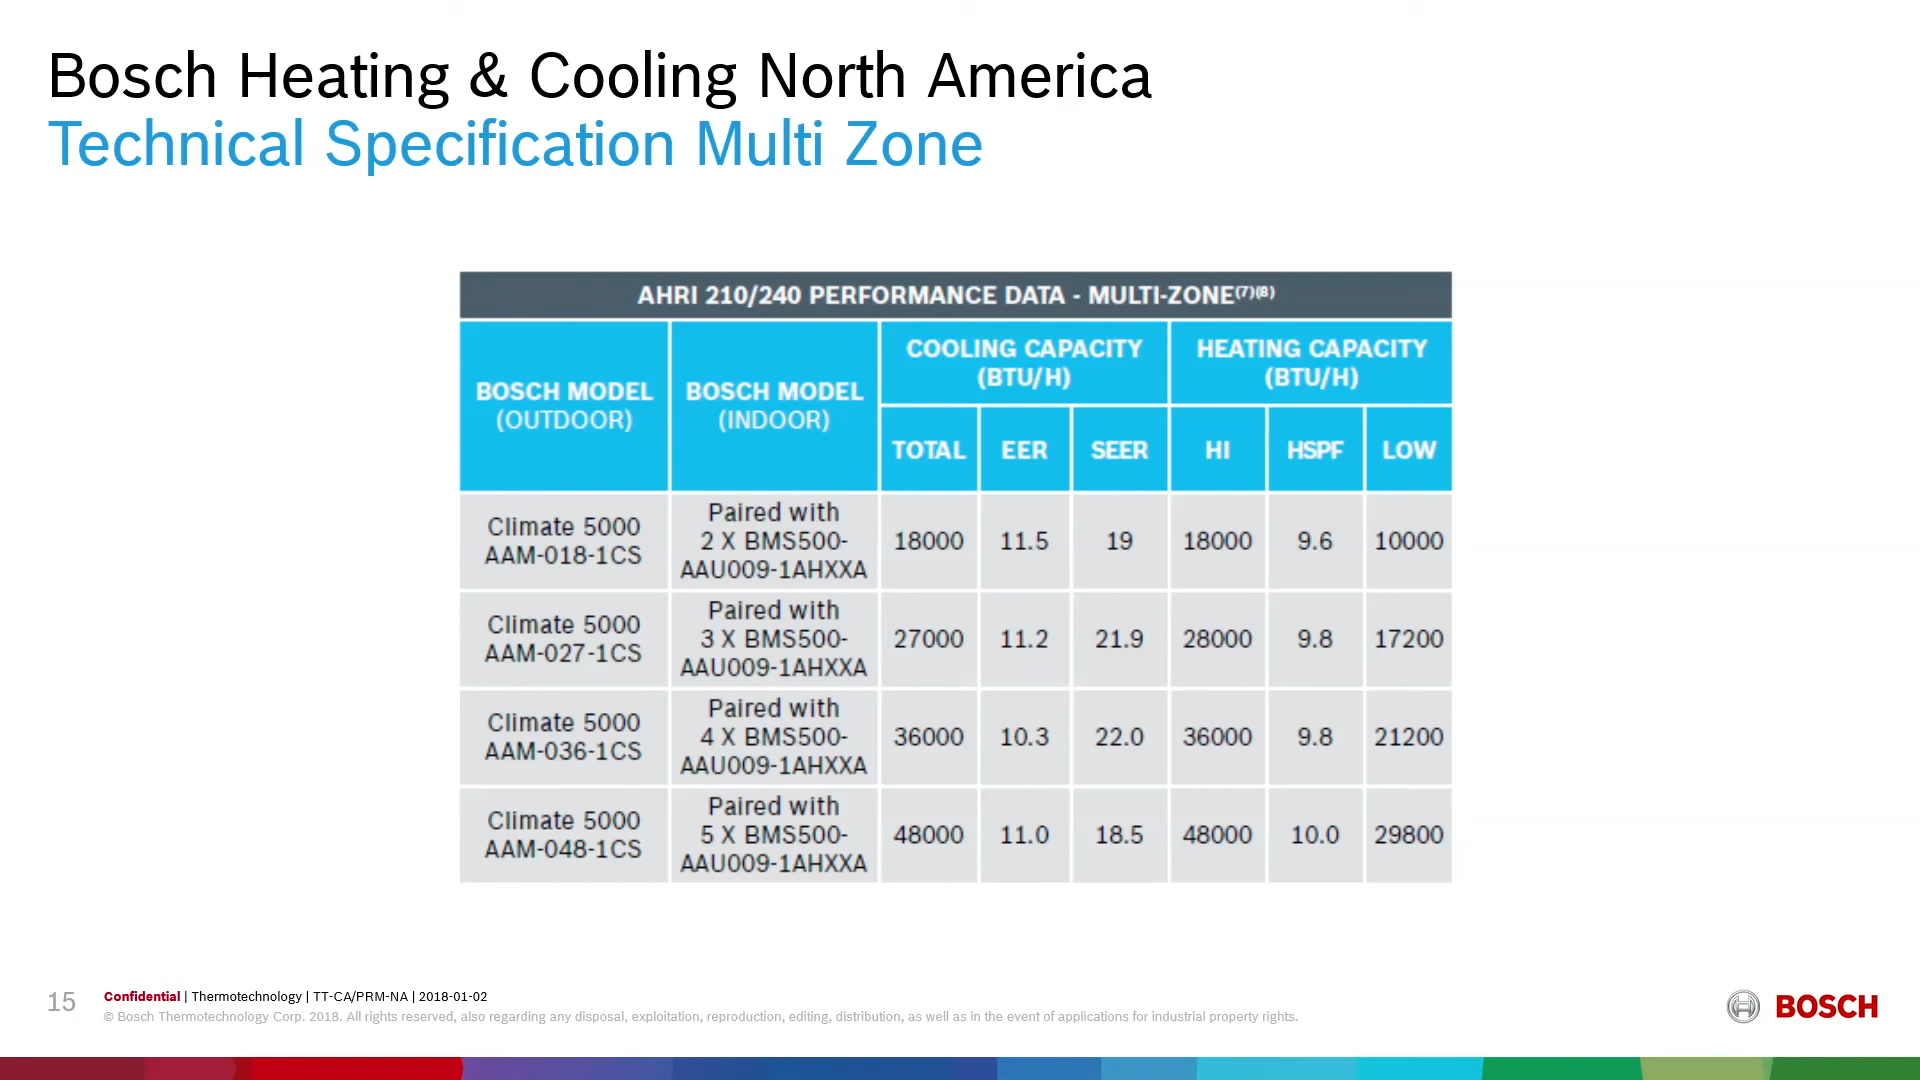 Bosch Heating & Cooling North America
Technical Specification Multi Zone
AHRI 210/240 PERFORMANCE DATA - MULTI-ZONE(7)(8)
BOSCH MODEL
(OUTDOOR)
BOSCH MODEL
(INDOOR)
COOLING CAPACITY
(BTU/H)
HEATING CAPACITY
(BTU/H)
TOTAL EER SEER HI HSPF LOW
Climate 5000
AAM-018-1CS
Paired with
2 X BMS500-
AAU009-1AHXXA
18000 11.5 19 18000 9.6 10000
Climate 5000
AAM-027-1CS
Paired with
3 X BMS500-
AAU009-1AHXXA
27000 11.2 21.9 28000 9.8 17200
Climate 5000
AAM-036-1CS
Paired with
4 X BMS500-
AAU009-1AHXXA
36000 10.3 22.0 36000 9.8 21200
Climate 5000
AAM-048-1CS
Paired with
5 X BMS500-
AAU009-1AHXXA
48000 11.0 18.5 48000 10.0 29800
15
Confidential | Thermotechnology | TT-CA/PRM-NA | 2018-01-02
© Bosch Thermotechnology Corp. 2018. All rights reserved, also regarding any disposal, exploitation, reproduction, editing, distribution, as well as in the event of applications for industrial property rights.
BOSCH